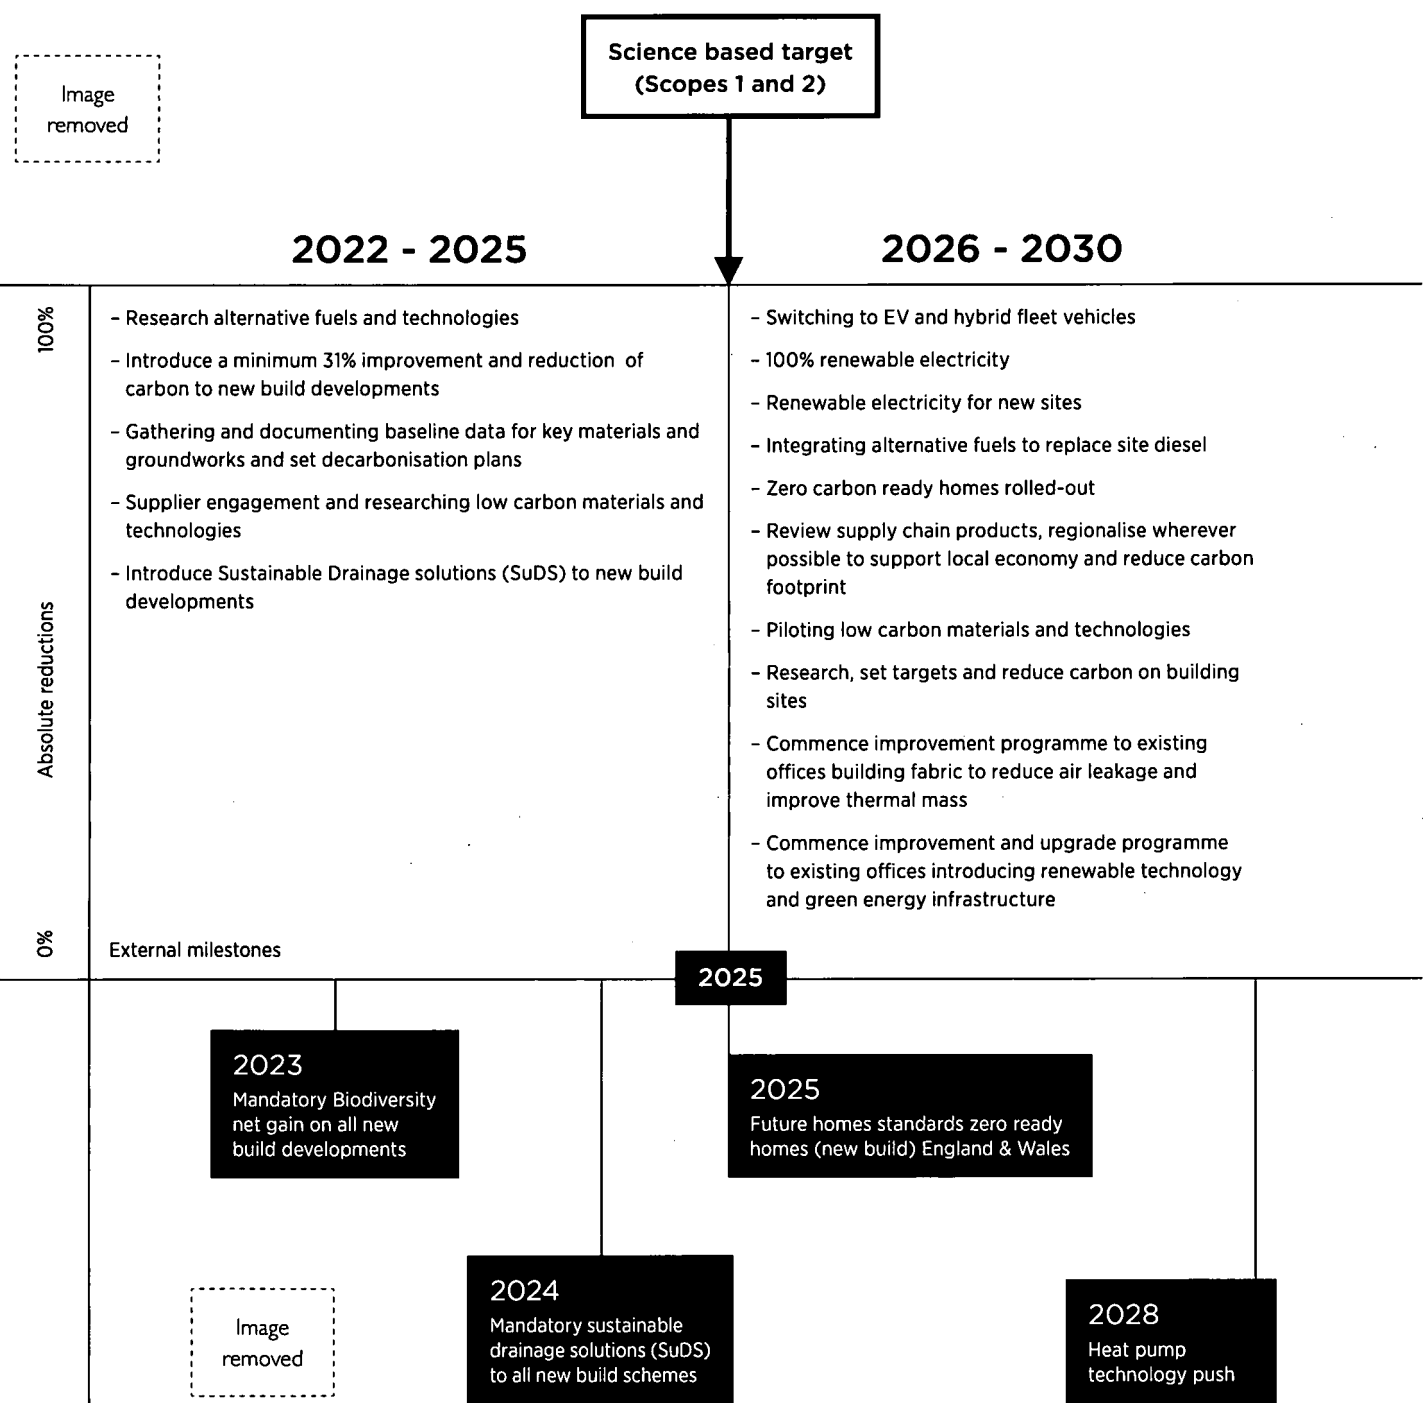 Image
removed
Science based target
(Scopes 1 and 2)
2022 - 2025
2026 - 2030
100%
Absolute reductions
0%
– Research alternative fuels and technologies
– Introduce a minimum 31% improvement and reduction of
carbon to new build developments
– Gathering and documenting baseline data for key materials and
groundworks and set decarbonisation plans
– Supplier engagement and researching low carbon materials and
technologies
– Introduce Sustainable Drainage solutions (SuDS) to new build
developments
– Switching to EV and hybrid fleet vehicles
– 100% renewable electricity
– Renewable electricity for new sites
– Integrating alternative fuels to replace site diesel
– Zero carbon ready homes rolled-out
– Review supply chain products, regionalise wherever
possible to support local economy and reduce carbon
footprint
– Piloting low carbon materials and technologies
– Research, set targets and reduce carbon on building
sites
– Commence improvement programme to existing
offices building fabric to reduce air leakage and
improve thermal mass
– Commence improvement and upgrade programme
to existing offices introducing renewable technology
and green energy infrastructure
External milestones
2025
2023
Mandatory Biodiversity
net gain on all new
build developments
2024
Mandatory sustainable
drainage solutions (SuDS)
to all new build schemes
2025
Future homes standards zero ready
homes (new build) England & Wales
2028
Heat pump
technology push
Image
removed